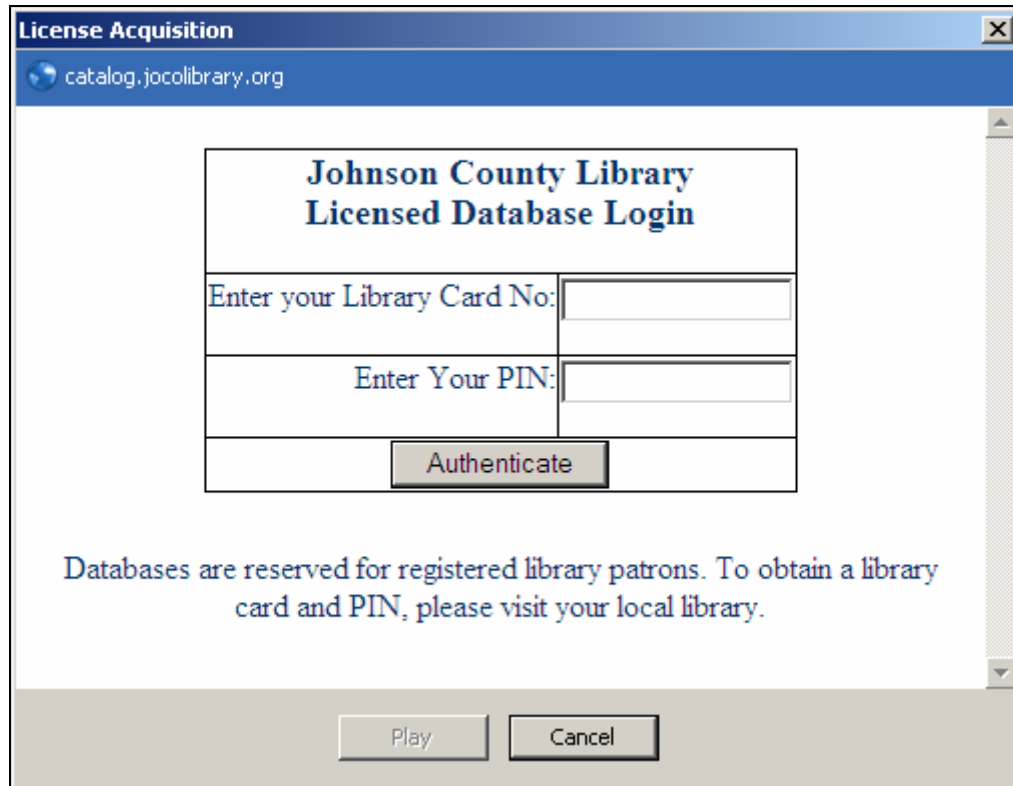 License Acquisition
catalog.jocolibrary.org
Johnson County Library
Licensed Database Login
Enter your Library Card No:
Enter Your PIN:
Authenticate
Databases are reserved for registered library patrons. To obtain a library
card and PIN, please visit your local library.
Play Cancel